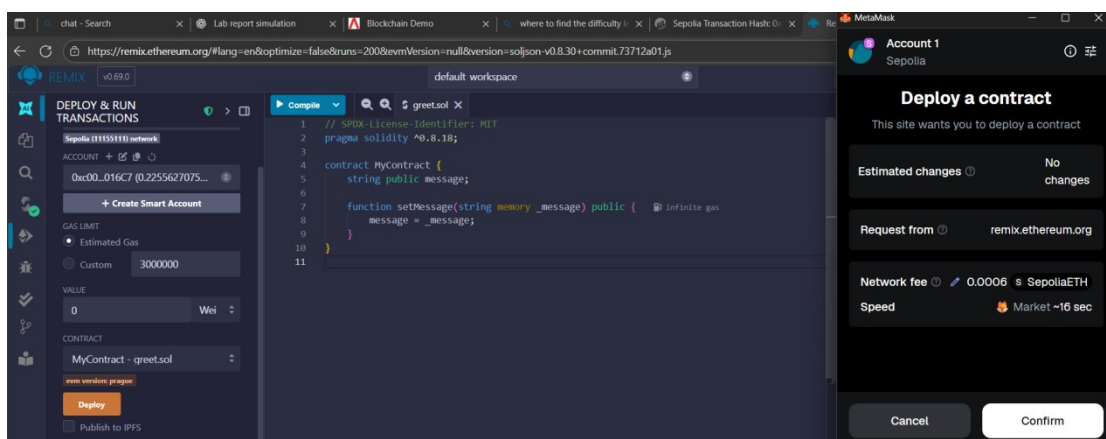 chat - Search
Lab report simulation
Blockchain Demo
where to find the difficulty l
Sepolia Transaction Hash: 0x
Re
https://remix.ethereum.org/#lang=en&optimize=false&runs=200&evmVersion=null&version=soljson-v0.8.30+commit.73712a01.js
REMIX v0.69.0
default workspace
DEPLOY & RUN
TRANSACTIONS
Sepolia (11155111) network
ACCOUNT
0xc00...016C7 (0.2255627075...
+ Create Smart Account
GAS LIMIT
Estimated Gas
Custom 3000000
VALUE
0 Wei
CONTRACT
MyContract - greet.sol
evm version: prague
Deploy
Publish to IPFS
Compile
greet.sol
1 // SPDX-License-Identifier: MIT
2 pragma solidity ^0.8.18;
3
4 contract MyContract {
5 string public message;
6
7 function setMessage(string memory _message) public { infinite gas
8 message = _message;
9 }
10 }
11
MetaMask
Account 1
Sepolia
Deploy a contract
This site wants you to deploy a contract
Estimated changes No changes
Request from remix.ethereum.org
Network fee 0.0006 S SepoliaETH
Speed Market ~16 sec
Cancel Confirm